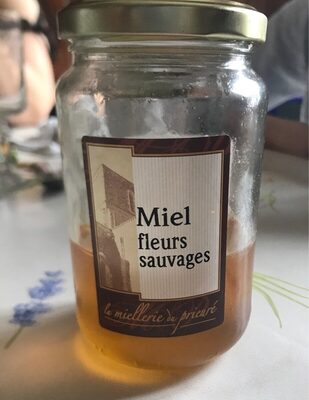 Miel
fleurs
sauvages
la miellerie du prieuré